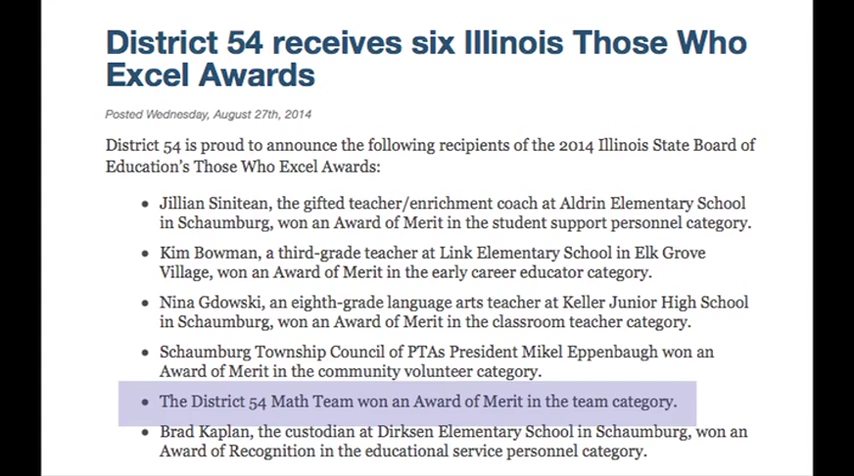 District 54 receives six Illinois Those Who
Excel Awards
Posted Wednesday, August 27th, 2014
District 54 is proud to announce the following recipients of the 2014 Illinois State Board of
Education's Those Who Excel Awards:
• Jillian Sinitean, the gifted teacher/enrichment coach at Aldrin Elementary School
in Schaumburg, won an Award of Merit in the student support personnel category.
• Kim Bowman, a third-grade teacher at Link Elementary School in Elk Grove
Village, won an Award of Merit in the early career educator category.
• Nina Gdowski, an eighth-grade language arts teacher at Keller Junior High School
in Schaumburg, won an Award of Merit in the classroom teacher category.
• Schaumburg Township Council of PTAs President Mikel Eppenbaugh won an
Award of Merit in the community volunteer category.
• The District 54 Math Team won an Award of Merit in the team category.
• Brad Kaplan, the custodian at Dirksen Elementary School in Schaumburg, won an
Award of Recognition in the educational service personnel category.